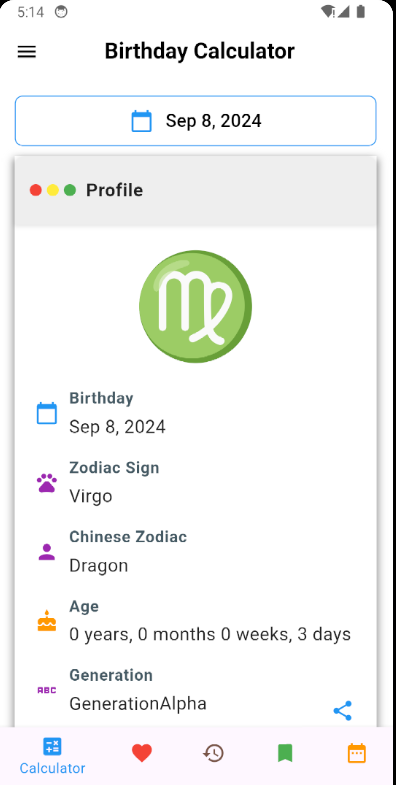 5:14
Birthday Calculator
Sep 8, 2024
Profile
Birthday
Sep 8, 2024
Zodiac Sign
Virgo
Chinese Zodiac
Dragon
Age
0 years, 0 months 0 weeks, 3 days
ABC
Generation
GenerationAlpha
Calculator